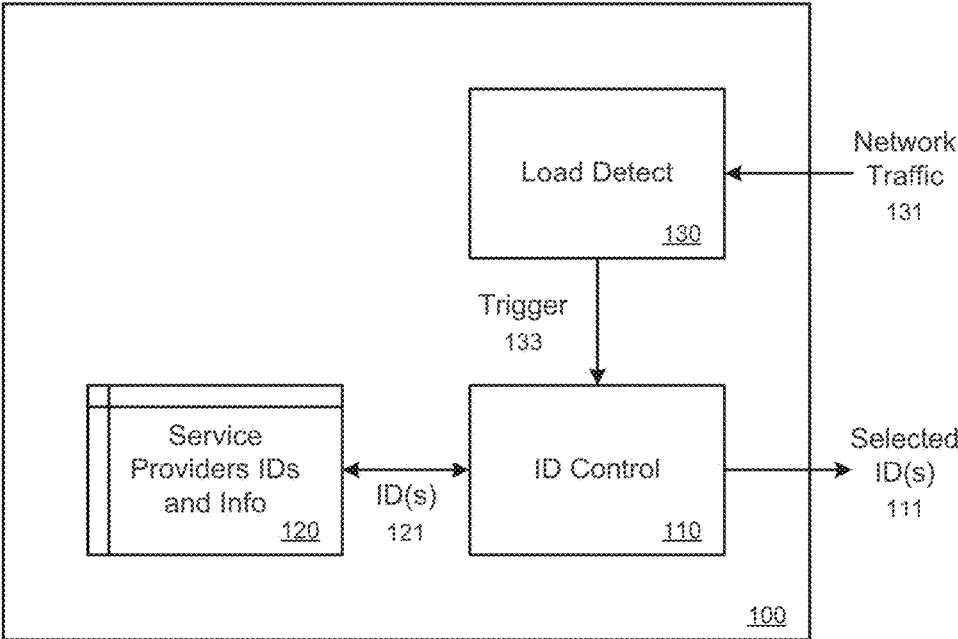 Load Detect
130
Network
Traffic
131
Trigger
133
Service
Providers IDs
and Info
120
ID(s)
121
ID Control
110
Selected
ID(s)
111
100